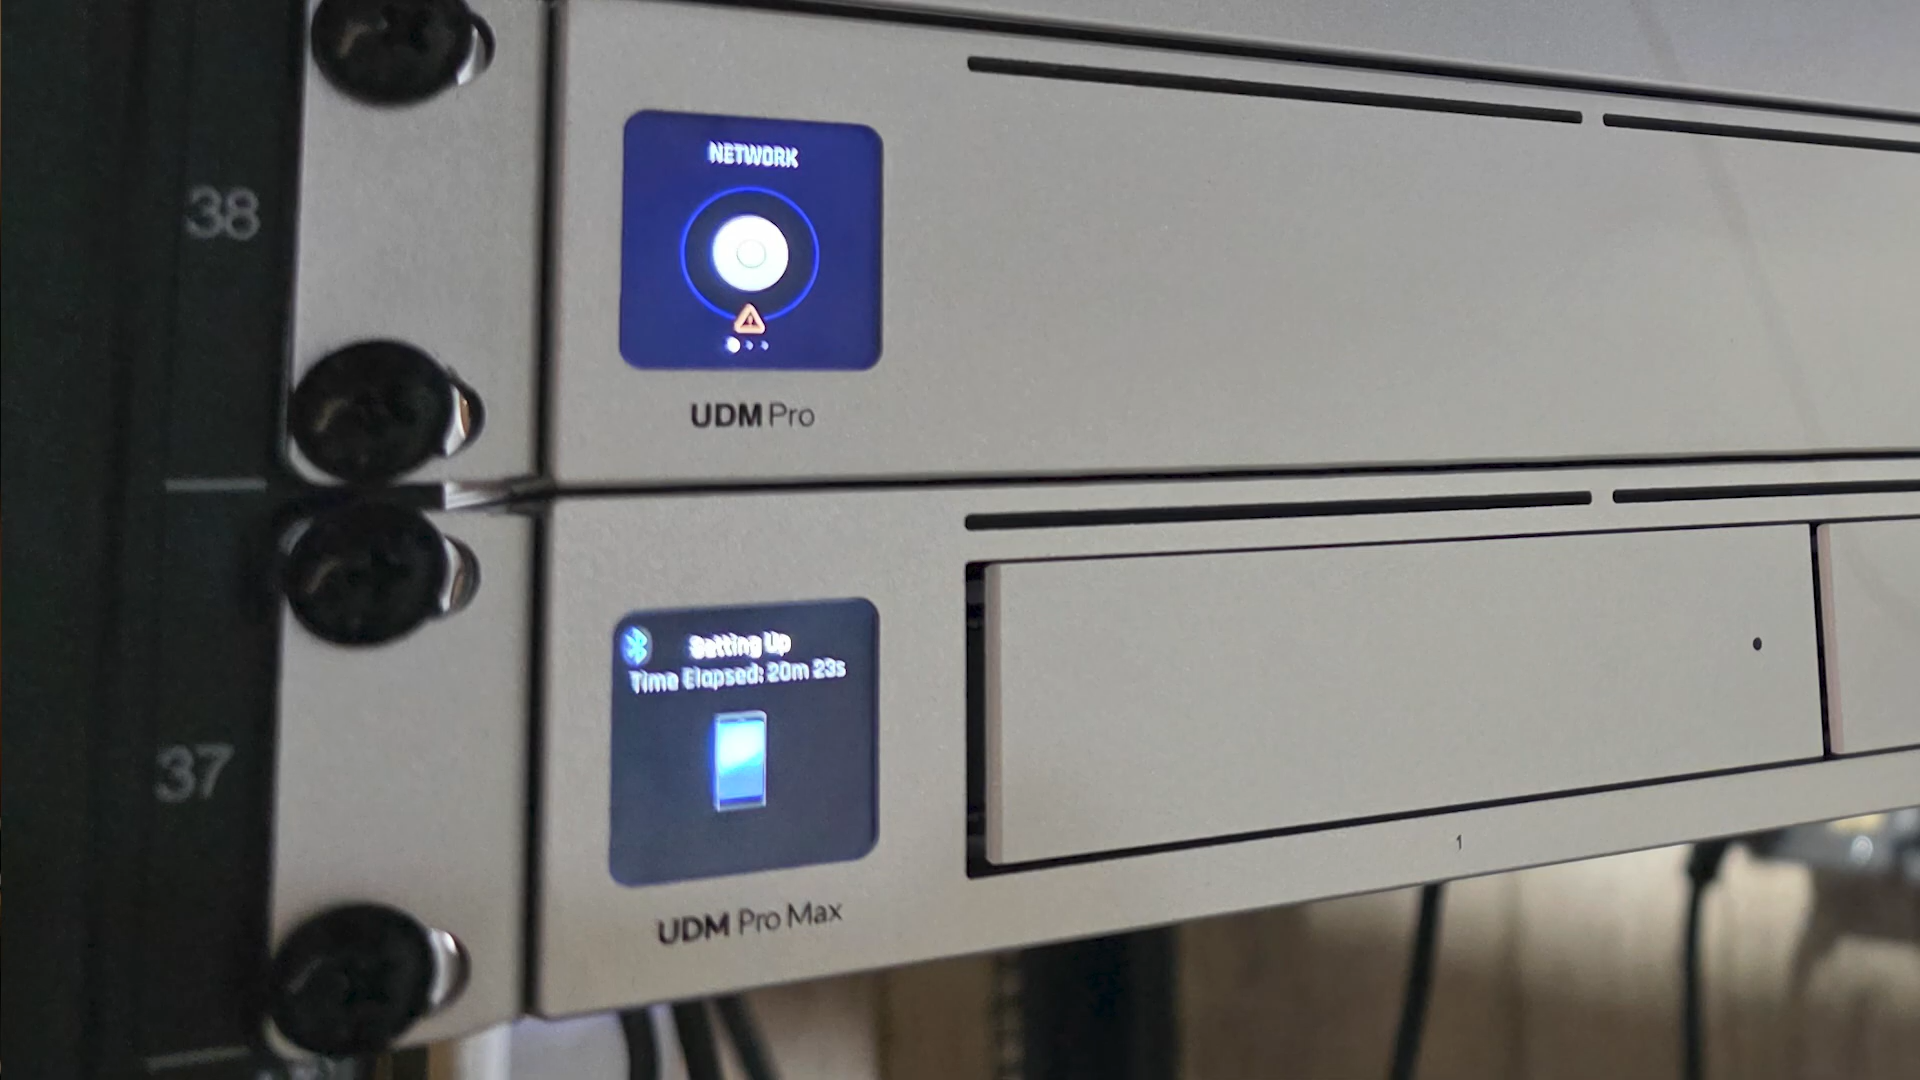 38
NETWORK
UDM Pro
37
Setting Up
Time Elapsed: 20m 23s
UDM Pro Max
1